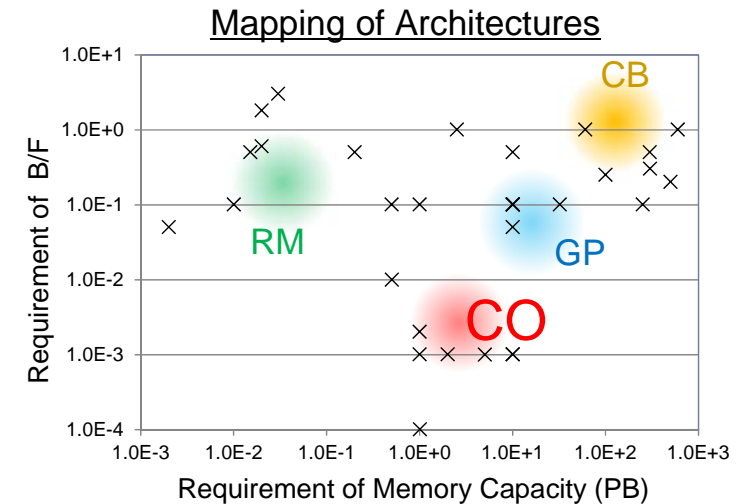 Mapping of Architectures
1.0E+1
CB
1.0E+0
1.0E-1
RM
GP
1.0E-2
CO
1.0E-3
1.0E-4
Requirement of B/F
1.0E-3 1.0E-2 1.0E-1 1.0E+0 1.0E+1 1.0E+2 1.0E+3
Requirement of Memory Capacity (PB)